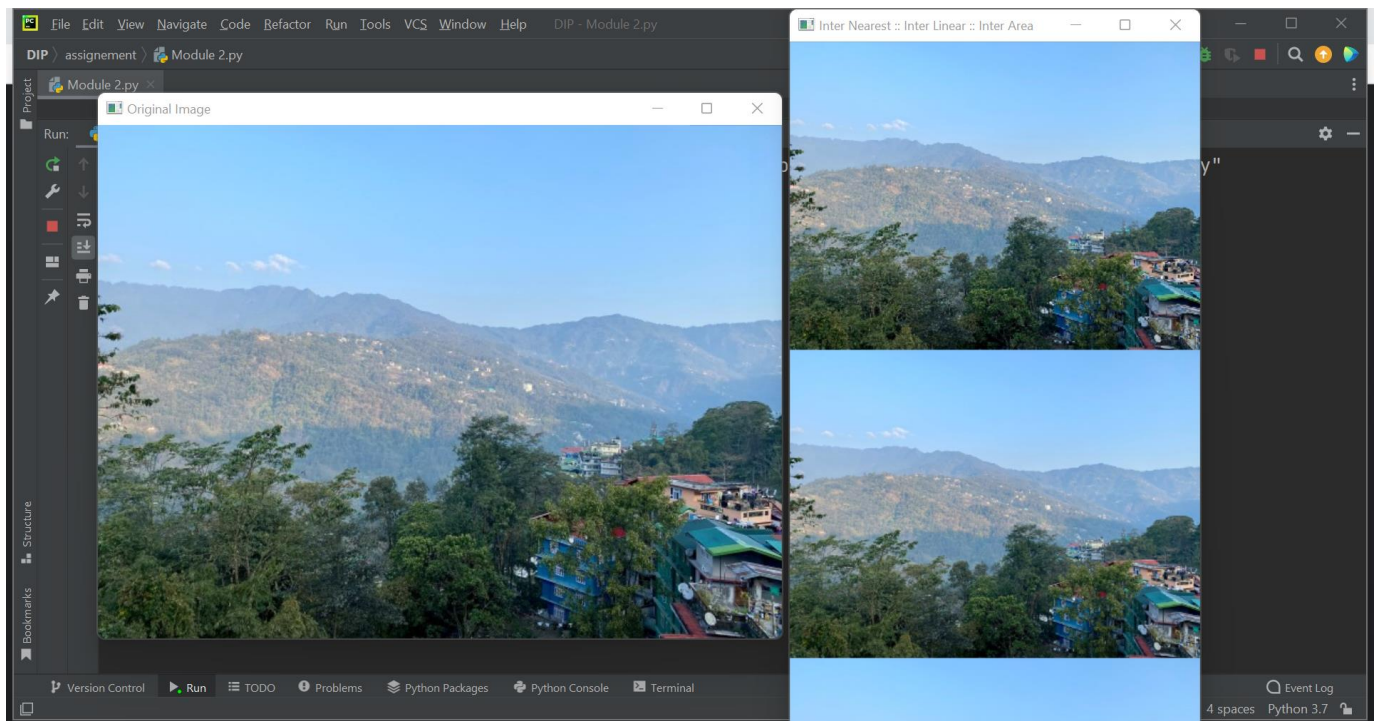 File Edit View Navigate Code Refactor Run Tools VCS Window Help DIP - Module 2.py
DIP assignement Module 2.py
Project
Module 2.py
Original Image
Inter Nearest :: Inter Linear :: Inter Area
Run:
y"
Structure
Bookmarks
Version Control Run TODO Problems Python Packages Python Console Terminal Event Log
4 spaces Python 3.7